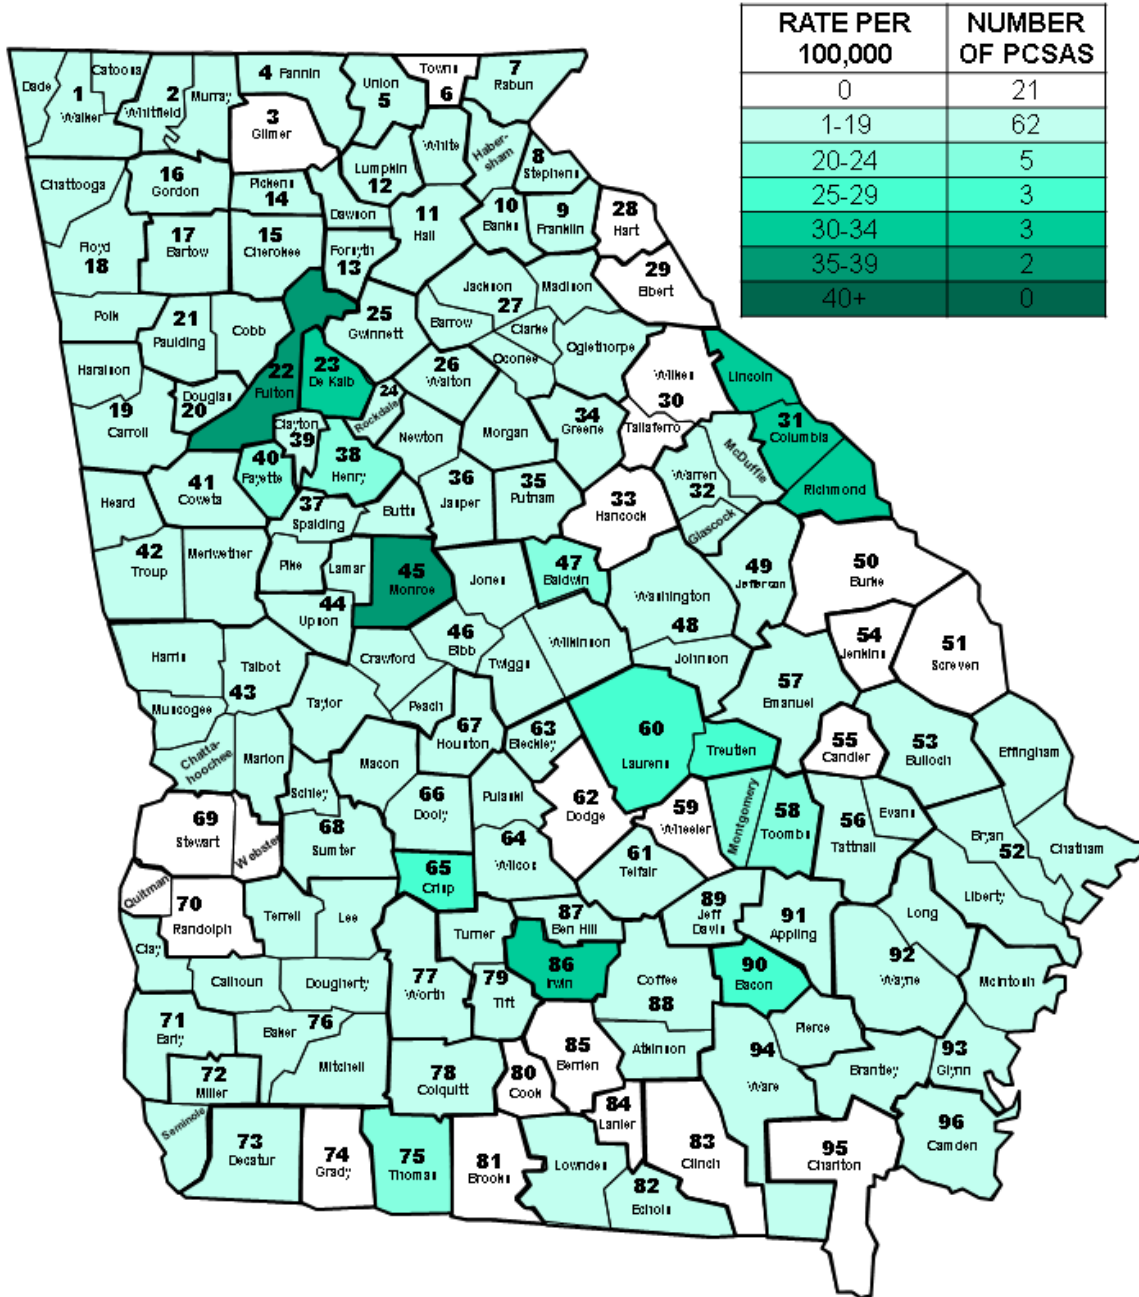 RATE PER 100,000 NUMBER OF PCSAS
0 21
1-19 62
20-24 5
25-29 3
30-34 3
35-39 2
40+ 0
Dade
Catoosa
1
Walker
2
Whitfield
Murray
4 Fannin
3
Gilmer
Union
5
Towns
6
7
Rabun
White
Haber-
sham
8
Stephens
Lumpkin
12
Chattooga
16
Gordon
Pickens
14
Dawson
11
Hall
10
Banks
9
Franklin
28
Hart
Floyd
18
17
Bartow
15
Cherokee
Forsyth
13
Jackson
Madison
29
Elbert
Polk
21
Paulding
Cobb
25
Gwinnett
Barrow
27
Clarke
Oconee
Oglethorpe
Haralson
19
Carroll
Douglas
20
22
Fulton
23
De Kalb
24
Rockdale
26
Walton
Wilkes
30
Taliaferro
Lincoln
31
Columbia
Richmond
McDuffie
Clayton
39
Newton
Morgan
34
Greene
Warren
32
Glascock
41
Coweta
40
Fayette
38
Henry
36
Jasper
35
Putnam
33
Hancock
Heard
37
Spalding
Butts
42
Troup
Meriwether
Pike
Lamar
45
Monroe
Jones
47
Baldwin
49
Jefferson
50
Burke
44
Upson
46
Bibb
Twiggs
Wilkinson
Washington
48
Johnson
54
Jenkins
51
Screven
Harris
Talbot
43
Muscogee
Chatta-
hoochee
Marion
Taylor
Crawford
Peach
67
Houston
63
Bleckley
60
Laurens
Treutlen
57
Emanuel
55
Candler
53
Bulloch
Effingham
Macon
Schley
66
Dooly
Pulaski
62
Dodge
59
Wheeler
Montgomery
58
Toombs
56
Tattnall
Evans
Bryan
52
Chatham
69
Stewart
Webster
68
Sumter
64
Wilcox
61
Telfair
65
Crisp
Liberty
Quitman
70
Randolph
Terrell
Lee
Turner
87
Ben Hill
89
Jeff
Davis
91
Appling
Long
Clay
Calhoun
Dougherty
77
Worth
79
Tift
86
Irwin
Coffee
88
90
Bacon
92
Wayne
McIntosh
71
Early
Baker
76
Mitchell
85
Berrien
Atkinson
Pierce
94
Ware
Brantley
93
Glynn
72
Miller
78
Colquitt
80
Cook
84
Lanier
Seminole
73
Decatur
74
Grady
75
Thomas
81
Brooks
Lowndes
82
Echols
83
Clinch
95
Charlton
96
Camden